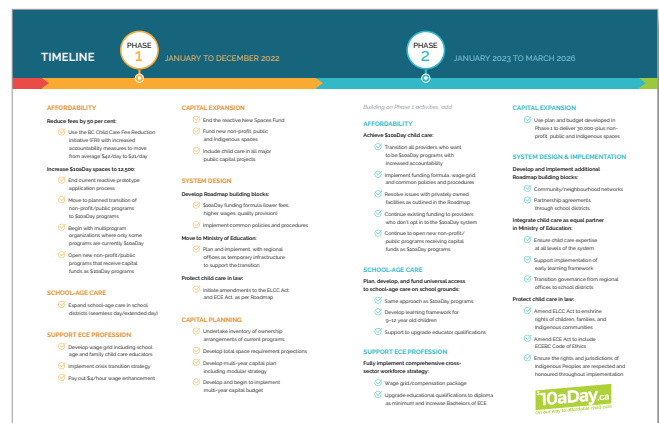 TIMELINE
PHASE
1
JANUARY TO DECEMBER 2022
PHASE
2
JANUARY 2023 TO MARCH 2026
AFFORDABILITY
Reduce fees by 50 per cent:
Use the BC Child Care Fee Reduction
Initiative (FRI) with increased
accountability measures to move
from average $42/day to $21/day
Increase $10aDay spaces to 12,500:
End current reactive prototype
application process
Move to planned transition of
non-profit/public programs
to $10aDay programs
Begin with multiprogram
organizations where only some
programs are currently $10aDay
Open new non-profit/public
programs that receive capital
funds as $10aDay programs
SCHOOL-AGE CARE
Expand school-age care in school
districts (seamless day/extended day)
SUPPORT ECE PROFESSION
Develop wage grid including school
age and family child care educators
Implement crisis transition strategy
Pay out $4/hour wage enhancement
CAPITAL EXPANSION
End the reactive New Spaces Fund
Fund new non-profit, public
and Indigenous spaces
Include child care in all major
public capital projects
SYSTEM DESIGN
Develop Roadmap building blocks:
$10aDay funding formula (lower fees,
higher wages, quality provision)
Implement common policies and procedures
Move to Ministry of Education:
Plan and implement, with regional
offices as temporary infrastructure
to support the transition
Protect child care in law:
Initiate amendments to the ELCC Act
and ECE Act, as per Roadmap
CAPITAL PLANNING
Undertake inventory of ownership
arrangements of current programs
Develop total space requirement projections
Develop multi-year capital plan
including modular strategy
Develop and begin to implement
multi-year capital budget
Building on Phase 1 activities, add:
AFFORDABILITY
Achieve $10aDay child care:
Transition all providers who want
to be $10aDay programs with
increased accountability
Implement funding formula, wage grid,
and common policies and procedures
Resolve issues with privately owned
facilities as outlined in the Roadmap
Continue existing funding to providers
who don't opt in to the $10aDay system
Continue to open new non-profit/
public programs receiving capital
funds as $10aDay programs
SCHOOL-AGE CARE
Plan, develop, and fund universal access
to school-age care on school grounds:
Same approach as $10aDay programs
Develop learning framework for
9–12 year old children
Support to upgrade educator qualifications
SUPPORT ECE PROFESSION
Fully implement comprehensive cross-
sector workforce strategy:
Wage grid/compensation package
Upgrade educational qualifications to diploma
as minimum and increase Bachelors of ECE
CAPITAL EXPANSION
Use plan and budget developed in
Phase 1 to deliver 30,000-plus non-
profit, public and Indigenous spaces
SYSTEM DESIGN & IMPLEMENTATION
Develop and implement additional
Roadmap building blocks:
Community/neighbourhood networks
Partnership agreements
through school districts
Integrate child care as equal partner
in Ministry of Education:
Ensure child care expertise
at all levels of the system
Support implementation of
early learning framework
Transition governance from regional
offices to school districts
Protect child care in law:
Amend ELCC Act to enshrine
rights of children, families, and
Indigenous communities
Amend ECE Act to include
ECEBC Code of Ethics
Ensure the rights and jurisdictions of
Indigenous Peoples are respected and
honoured throughout implementation
$10aDay.ca
On our way to affordable child care